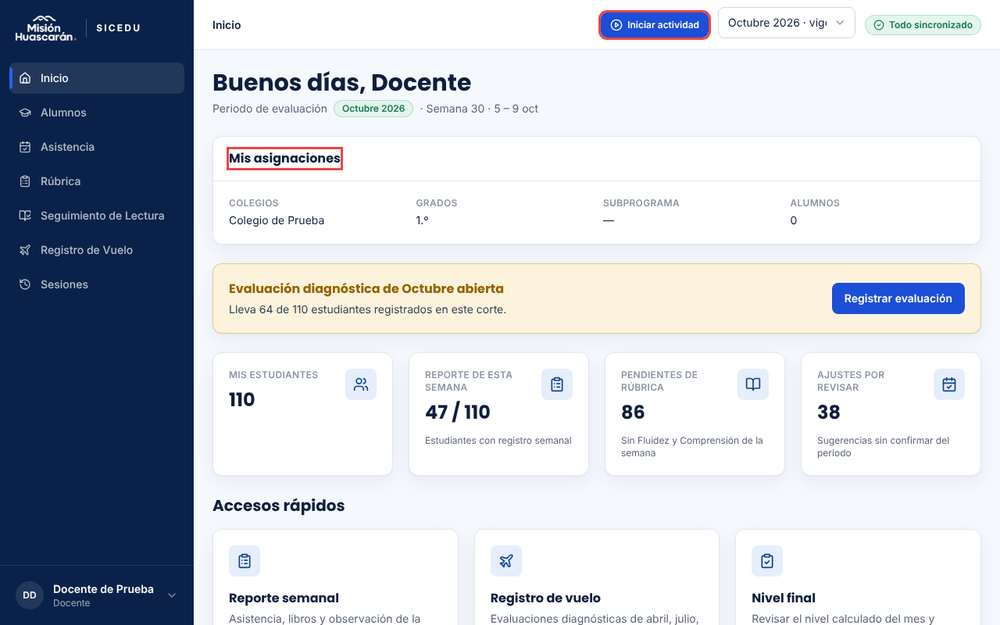 Misión
Huascarán.
SICEDU
Inicio
Alumnos
Asistencia
Rúbrica
Seguimiento de Lectura
Registro de Vuelo
Sesiones
DD
Docente de Prueba
Docente
Inicio
Iniciar actividad
Octubre 2026 · vig
Todo sincronizado
Buenos días, Docente
Periodo de evaluación Octubre 2026 · Semana 30 · 5 – 9 oct
Mis asignaciones
COLEGIOS GRADOS SUBPROGRAMA ALUMNOS
Colegio de Prueba 1.º — 0
Evaluación diagnóstica de Octubre abierta
Lleva 64 de 110 estudiantes registrados en este corte.
Registrar evaluación
MIS ESTUDIANTES
110
REPORTE DE ESTA
SEMANA
47 / 110
Estudiantes con registro semanal
PENDIENTES DE
RÚBRICA
86
Sin Fluidez y Comprensión de la
semana
AJUSTES POR
REVISAR
38
Sugerencias sin confirmar del
periodo
Accesos rápidos
Reporte semanal
Asistencia, libros y observación de la
Registro de vuelo
Evaluaciones diagnósticas de abril, julio,
Nivel final
Revisar el nivel calculado del mes y